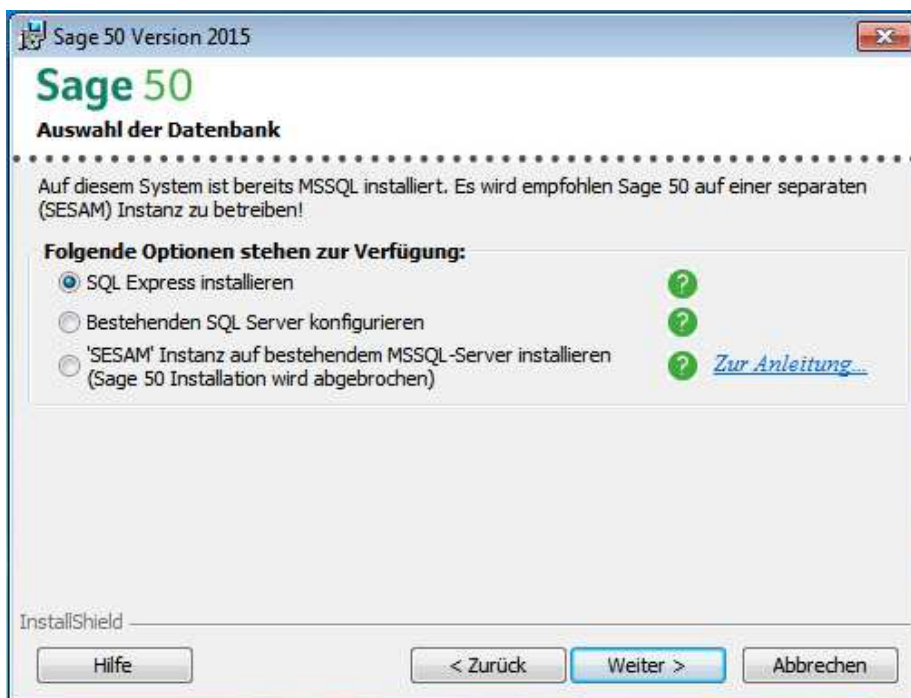 Sage 50 Version 2015
Sage 50
Auswahl der Datenbank
Auf diesem System ist bereits MSSQL installiert. Es wird empfohlen Sage 50 auf einer separaten
(SESAM) Instanz zu betreiben!
Folgende Optionen stehen zur Verfügung:
SQL Express installieren
?
Bestehenden SQL Server konfigurieren
?
'SESAM' Instanz auf bestehendem MSSQL-Server installieren
(Sage 50 Installation wird abgebrochen)
? Zur Anleitung...
InstallShield
Hilfe < Zurück Weiter > Abbrechen